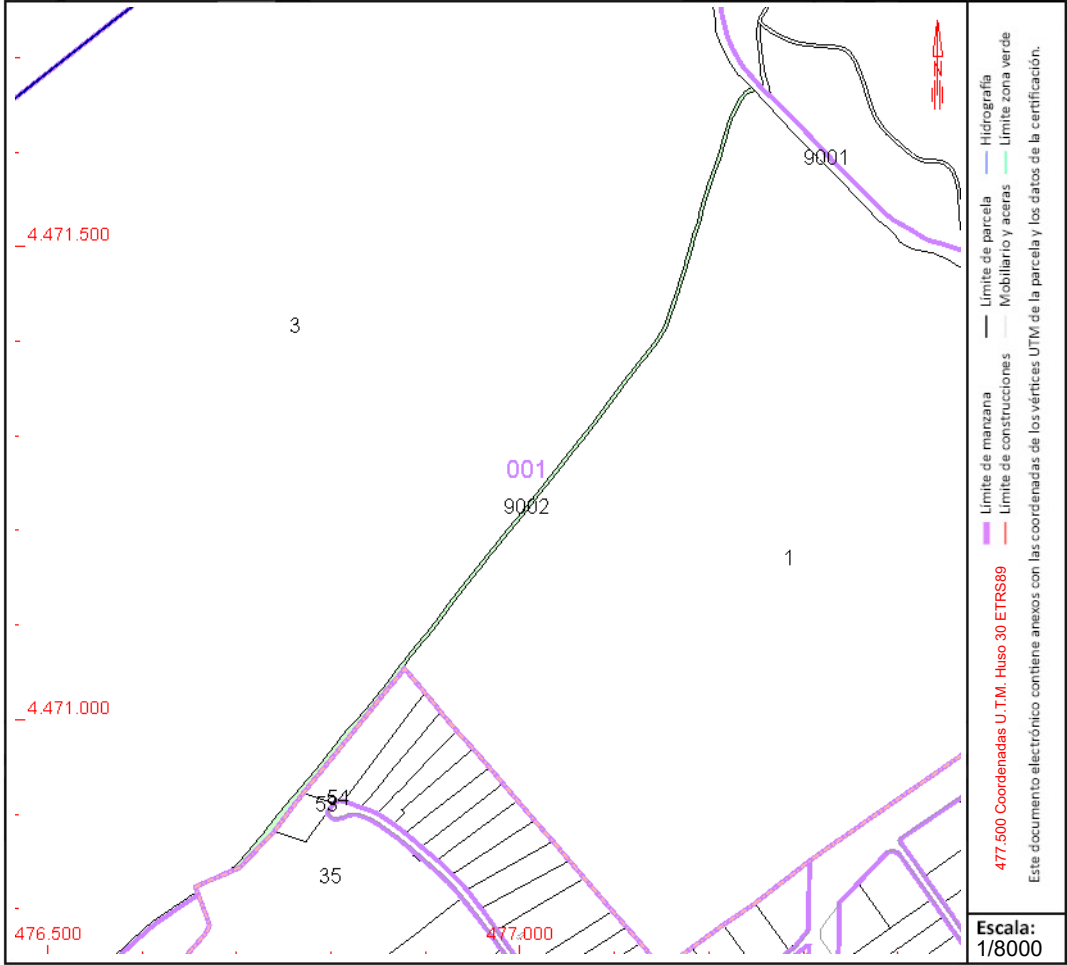 9001
4.471.500
3
001
9002
1
4.471.000
54
53
35
476.500
477.000
N
Límite de manzana
Límite de parcela
Hidrografía
477.500 Coordenadas U.T.M. Huso 30 ETRS89
Límite de construcciones
Mobiliario y aceras
Límite zona verde
Este documento electrónico contiene anexos con las coordenadas de los vértices UTM de la parcela y los datos de la certificación.
Escala:
1/8000